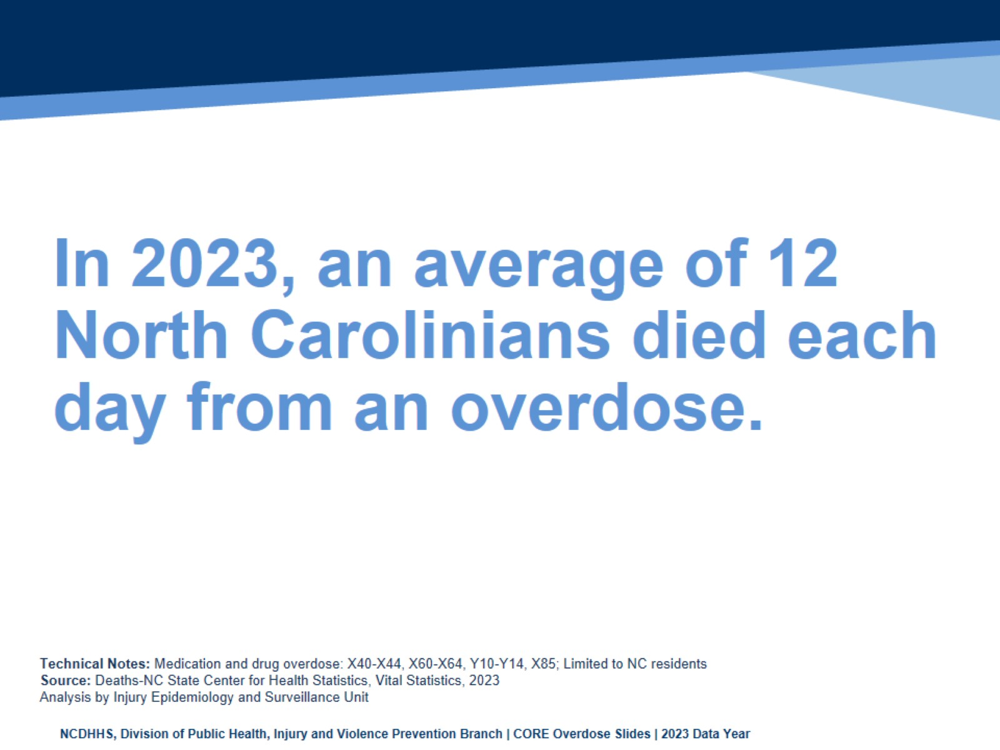 In 2023, an average of 12
North Carolinians died each
day from an overdose.
Technical Notes: Medication and drug overdose: X40-X44, X60-X64, Y10-Y14, X85; Limited to NC residents
Source: Deaths-NC State Center for Health Statistics, Vital Statistics, 2023
Analysis by Injury Epidemiology and Surveillance Unit
NCDHHS, Division of Public Health, Injury and Violence Prevention Branch | CORE Overdose Slides | 2023 Data Year